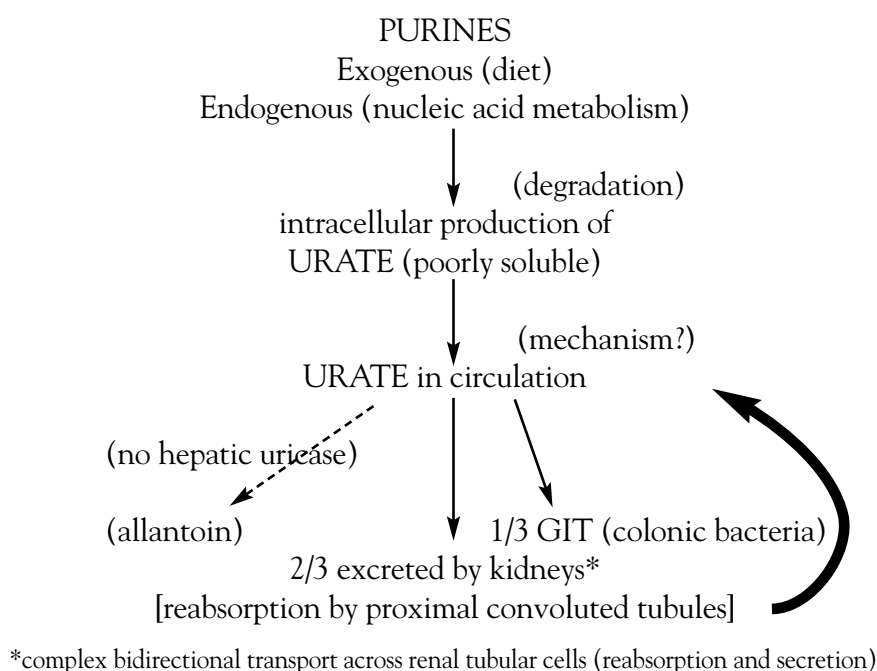 PURINES
Exogenous (diet)
Endogenous (nucleic acid metabolism)
(degradation)
intracellular production of
URATE (poorly soluble)
(mechanism?)
URATE in circulation
(no hepatic uricase)
(allantoin)
1/3 GIT (colonic bacteria)
2/3 excreted by kidneys*
[reabsorption by proximal convoluted tubules]
*complex bidirectional transport across renal tubular cells (reabsorption and secretion)